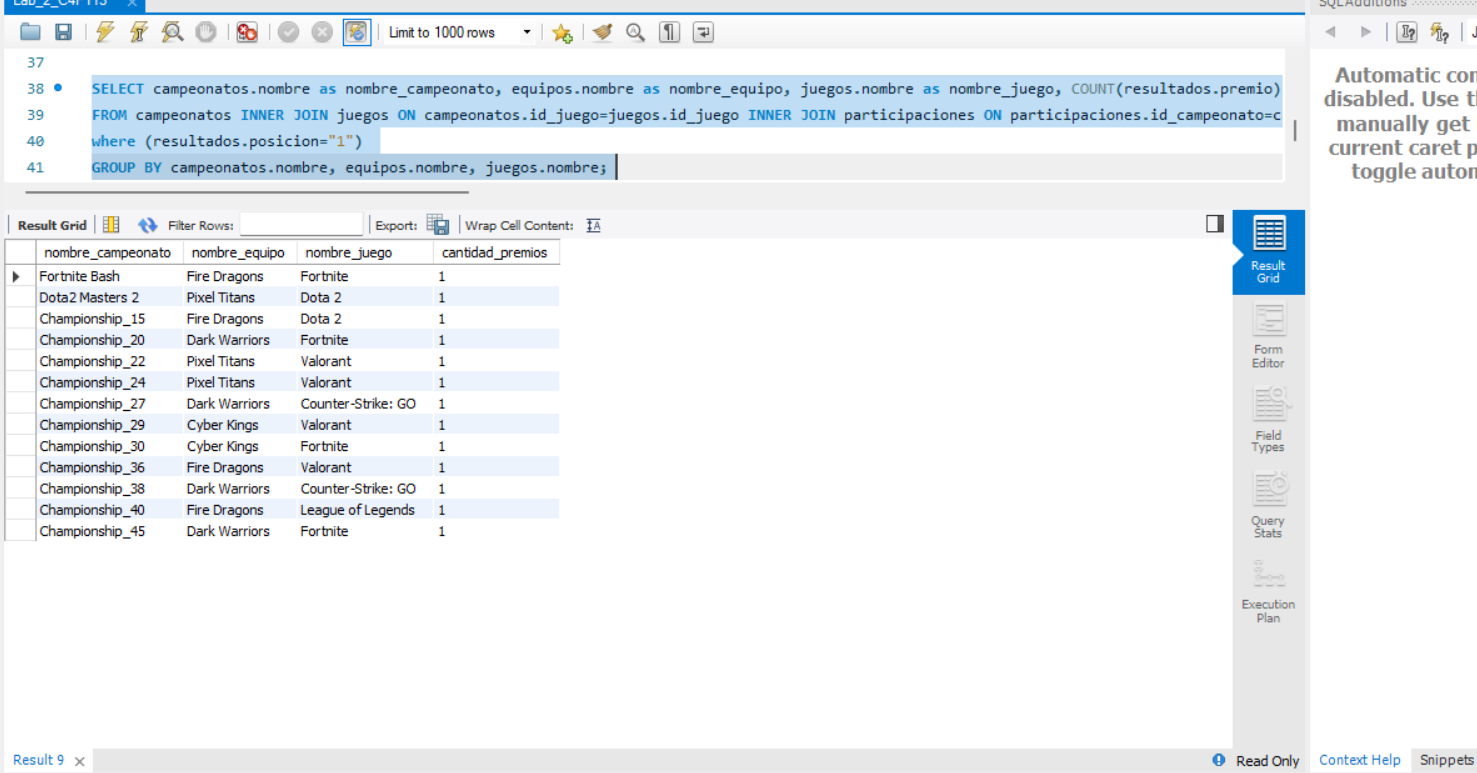 Limit to 1000 rows
37
38 SELECT campeonatos.nombre as nombre_campeonato, equipos.nombre as nombre_equipo, juegos.nombre as nombre_juego, COUNT(resultados.premio)
39 FROM campeonatos INNER JOIN juegos ON campeonatos.id_juego=juegos.id_juego INNER JOIN participaciones ON participaciones.id_campeonato=c
40 where (resultados.posicion="1")
41 GROUP BY campeonatos.nombre, equipos.nombre, juegos.nombre;
SQLAdditions
Automatic con
disabled. Use th
manually get
current caret p
toggle autom
Result Grid Filter Rows: Export: Wrap Cell Content:
nombre_campeonato nombre_equipo nombre_juego cantidad_premios
Fortnite Bash Fire Dragons Fortnite 1
Dota2 Masters 2 Pixel Titans Dota 2 1
Championship_15 Fire Dragons Dota 2 1
Championship_20 Dark Warriors Fortnite 1
Championship_22 Pixel Titans Valorant 1
Championship_24 Pixel Titans Valorant 1
Championship_27 Dark Warriors Counter-Strike: GO 1
Championship_29 Cyber Kings Valorant 1
Championship_30 Cyber Kings Fortnite 1
Championship_36 Fire Dragons Valorant 1
Championship_38 Dark Warriors Counter-Strike: GO 1
Championship_40 Fire Dragons League of Legends 1
Championship_45 Dark Warriors Fortnite 1
Result
Grid
Form
Editor
Field
Types
Query
Stats
Execution
Plan
Result 9 Read Only Context Help Snippets